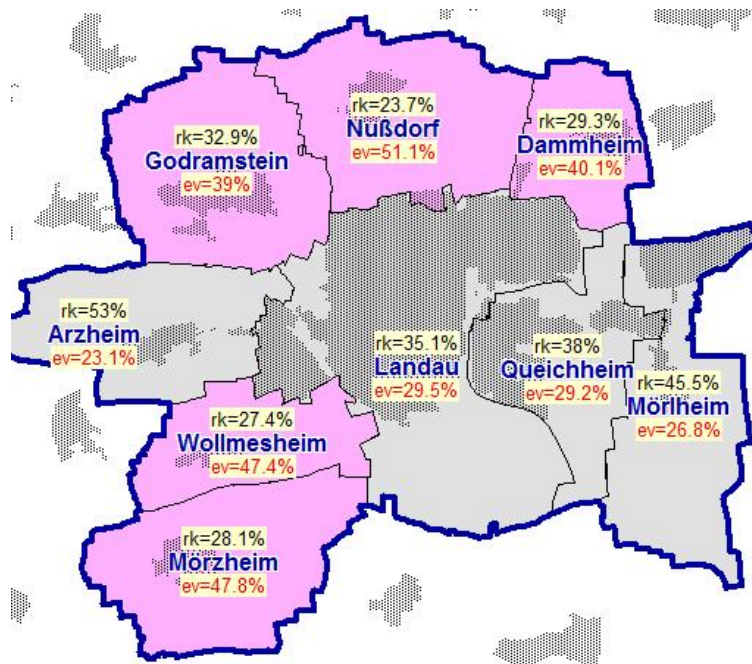 rk=32.9%
Godramstein
ev=39%
rk=23.7%
Nußdorf
ev=51.1%
rk=29.3%
Dammheim
ev=40.1%
rk=53%
Arzheim
ev=23.1%
rk=35.1%
Landau
ev=29.5%
rk=38%
Queichheim
ev=29.2%
rk=45.5%
Mörlheim
ev=26.8%
rk=27.4%
Wollmesheim
ev=47.4%
rk=28.1%
Mörzheim
ev=47.8%